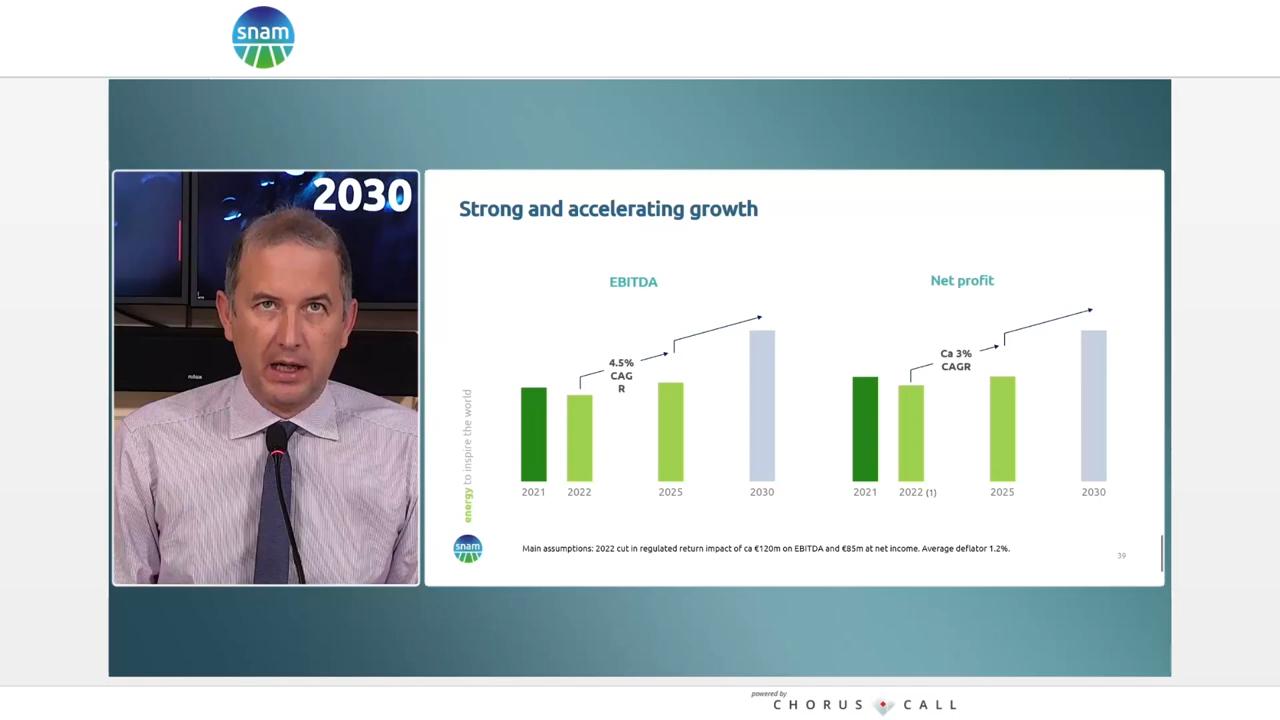 snam
2030
Strong and accelerating growth
EBITDA
4.5%
CAG
R
2021
2022
2025
2030
Net profit
Ca 3%
CAGR
2021
2022 (1)
2025
2030
energy to inspire the world
snam
Main assumptions: 2022 cut in regulated return impact of ca €120m on EBITDA and €85m at net income. Average deflator 1.2%.
39
powered by
CHORUS CALL